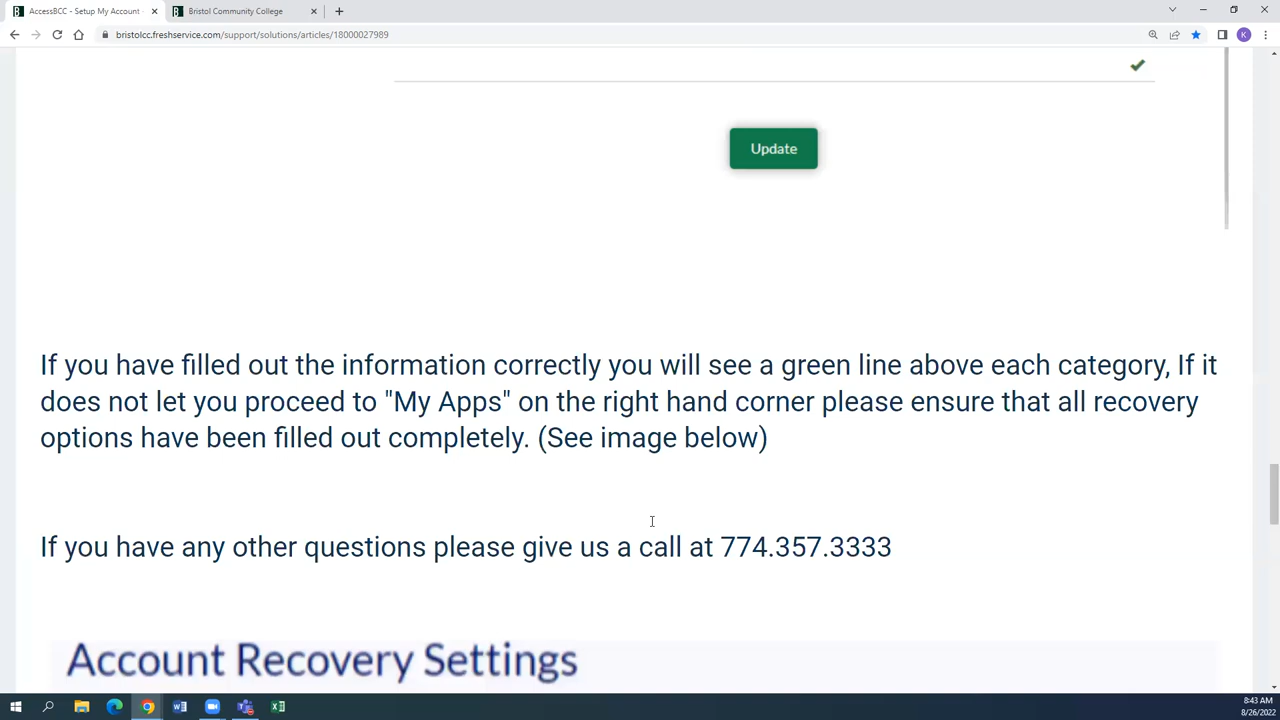 AccessBCC - Setup My Account
Bristol Community College
bristolcc.freshservice.com/support/solutions/articles/18000027989
K
Update
If you have filled out the information correctly you will see a green line above each category, If it
does not let you proceed to "My Apps" on the right hand corner please ensure that all recovery
options have been filled out completely. (See image below)
If you have any other questions please give us a call at 774.357.3333
Account Recovery Settings
8:43 AM
8/26/2022